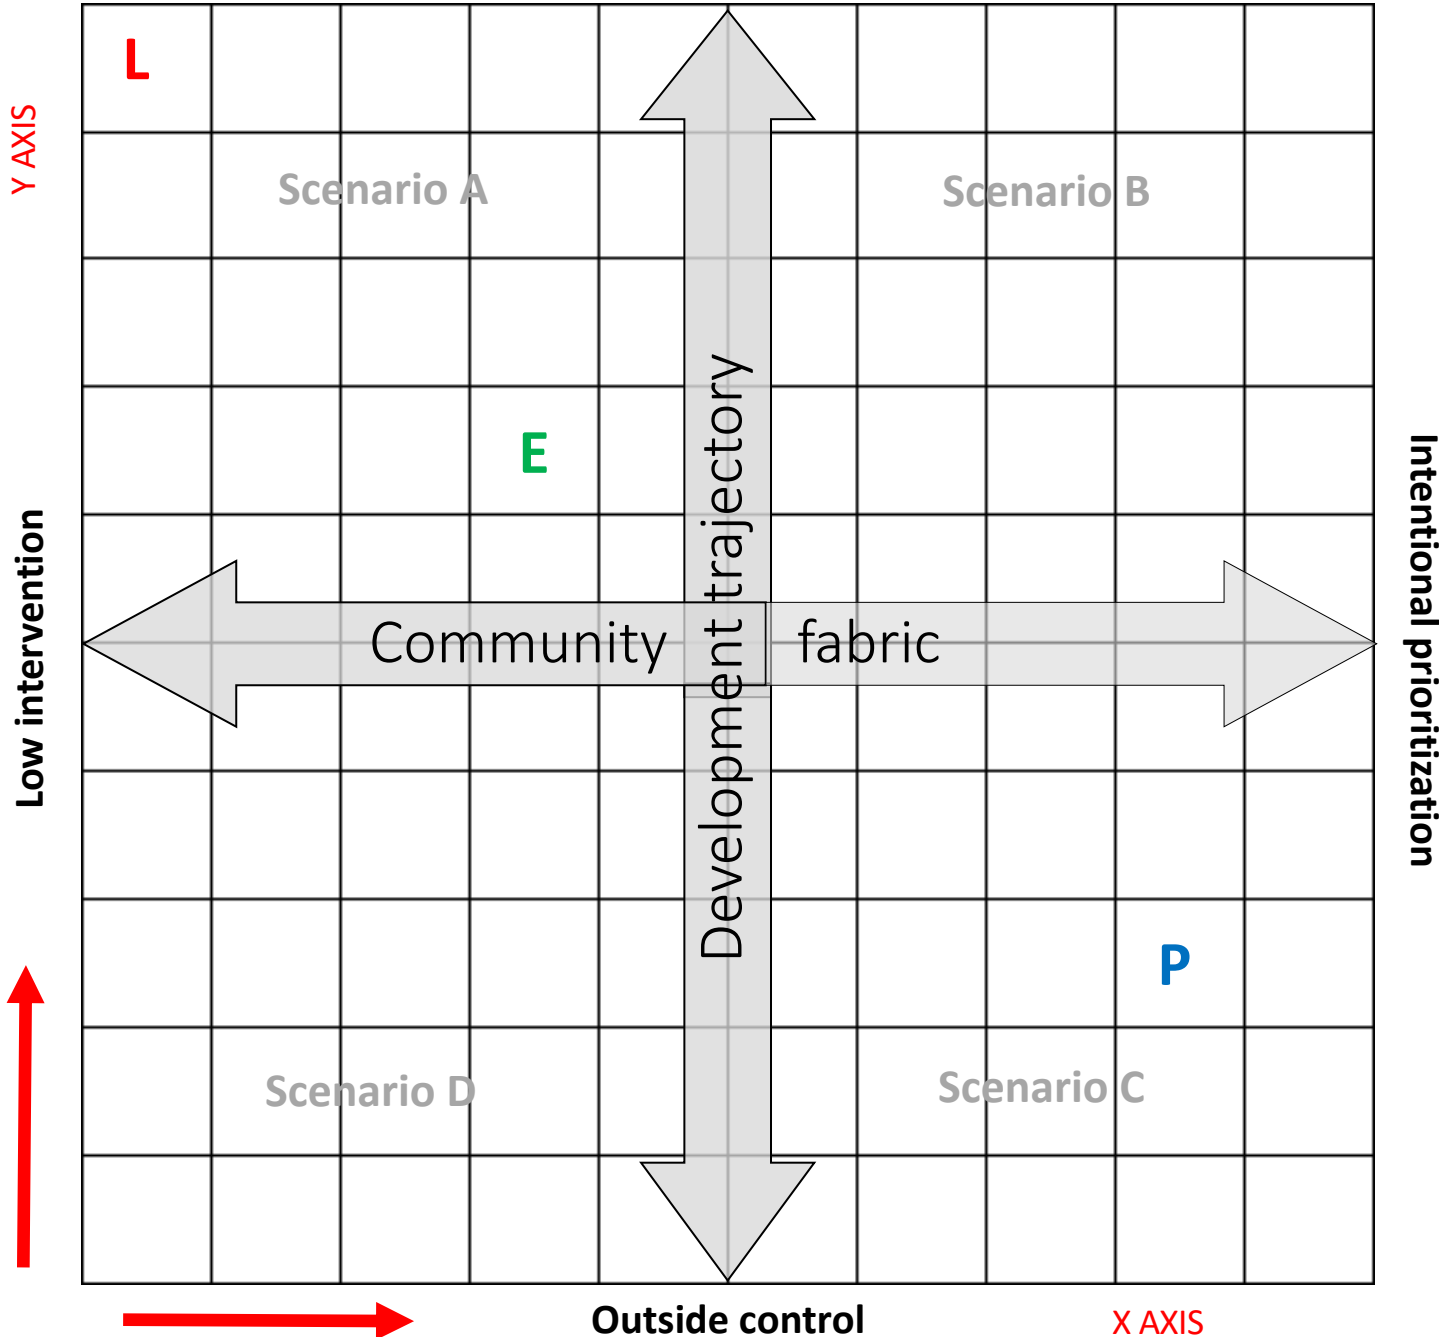 L
Y AXIS
Scenario A
Scenario B
E
Development trajectory
Low intervention
Intentional prioritization
Community fabric
P
Scenario D
Scenario C
Outside control
X AXIS